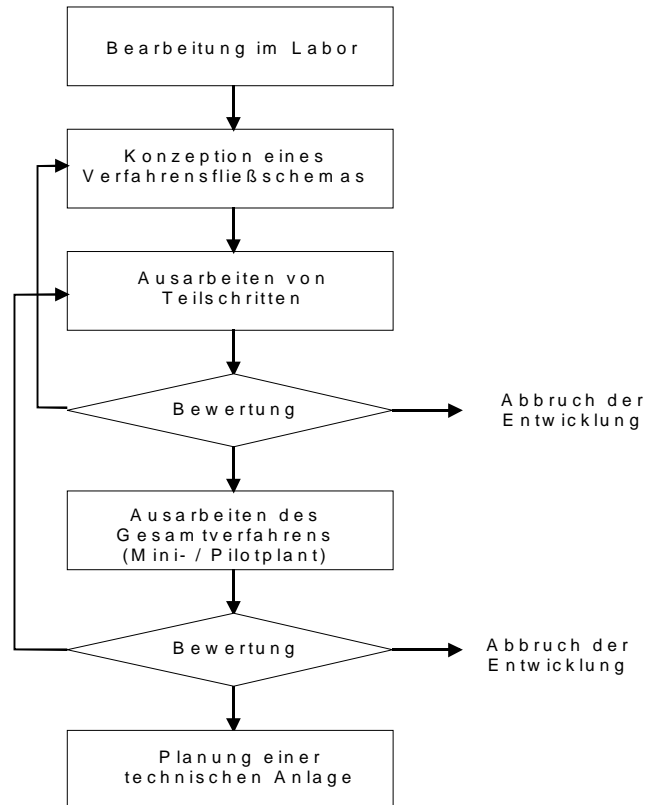 Bearbeitung im Labor
Konzeption eines
Verfahrensfließschemas
Ausarbeiten von
Teilschritten
Bewertung
Abbruch der
Entwicklung
Ausarbeiten des
Gesamtverfahrens
(Mini- / Pilotplant)
Bewertung
Abbruch der
Entwicklung
Planung einer
technischen Anlage